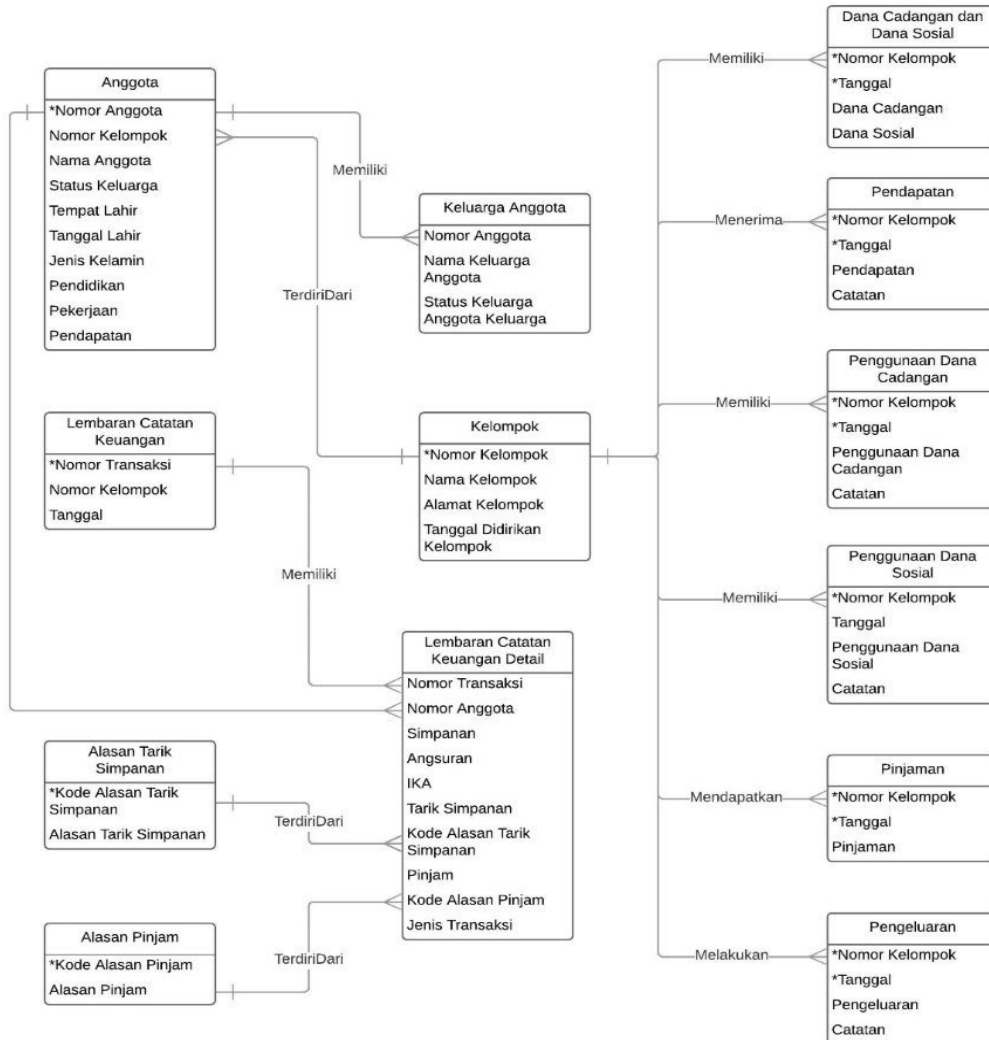 Anggota
*Nomor Anggota
Nomor Kelompok
Nama Anggota
Status Keluarga
Tempat Lahir
Tanggal Lahir
Jenis Kelamin
Pendidikan
Pekerjaan
Pendapatan
Memiliki
TerdiriDari
Keluarga Anggota
Nomor Anggota
Nama Keluarga
Anggota
Status Keluarga
Anggota Keluarga
Lembaran Catatan
Keuangan
*Nomor Transaksi
Nomor Kelompok
Tanggal
Memiliki
Kelompok
*Nomor Kelompok
Nama Kelompok
Alamat Kelompok
Tanggal Didirikan
Kelompok
Lembaran Catatan
Keuangan Detail
Nomor Transaksi
Nomor Anggota
Simpanan
Angsuran
IKA
Tarik Simpanan
Kode Alasan Tarik
Simpanan
Pinjam
Kode Alasan Pinjam
Jenis Transaksi
Alasan Tarik
Simpanan
*Kode Alasan Tarik
Simpanan
Alasan Tarik Simpanan
TerdiriDari
Alasan Pinjam
*Kode Alasan Pinjam
Alasan Pinjam
TerdiriDari
Memiliki
Dana Cadangan dan
Dana Sosial
*Nomor Kelompok
*Tanggal
Dana Cadangan
Dana Sosial
Menerima
Pendapatan
*Nomor Kelompok
*Tanggal
Pendapatan
Catatan
Memiliki
Penggunaan Dana
Cadangan
*Nomor Kelompok
*Tanggal
Penggunaan Dana
Cadangan
Catatan
Memiliki
Penggunaan Dana
Sosial
*Nomor Kelompok
Tanggal
Penggunaan Dana
Sosial
Catatan
Mendapatkan
Pinjaman
*Nomor Kelompok
*Tanggal
Pinjaman
Melakukan
Pengeluaran
*Nomor Kelompok
*Tanggal
Pengeluaran
Catatan